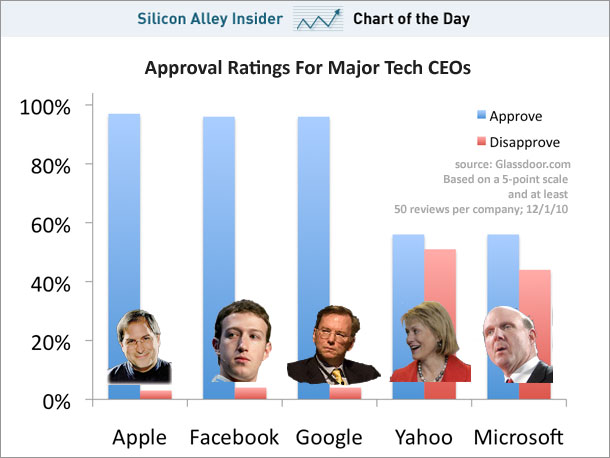 Silicon Alley Insider Chart of the Day
Approval Ratings For Major Tech CEOs
100%
80%
60%
40%
20%
0%
Approve
Disapprove
source: Glassdoor.com
Based on a 5-point scale
and at least
50 reviews per company; 12/1/10
Apple Facebook Google Yahoo Microsoft